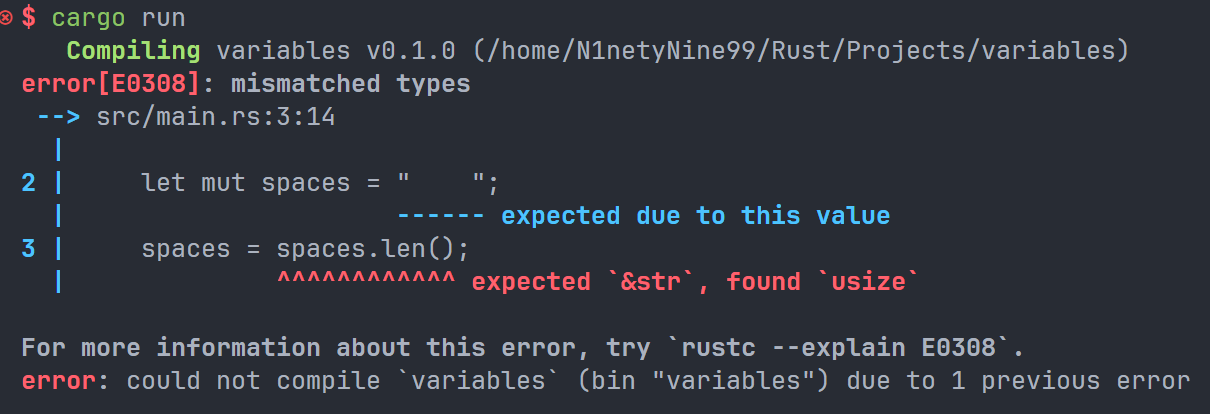 $ cargo run
   Compiling variables v0.1.0 (/home/N1netyNine99/Rust/Projects/variables)
error[E0308]: mismatched types
 --> src/main.rs:3:14
  |
2 |     let mut spaces = "    ";
  |                      ------ expected due to this value
3 |     spaces = spaces.len();
  |              ^^^^^^^^^^^^ expected `&str`, found `usize`

For more information about this error, try `rustc --explain E0308`.
error: could not compile `variables` (bin "variables") due to 1 previous error